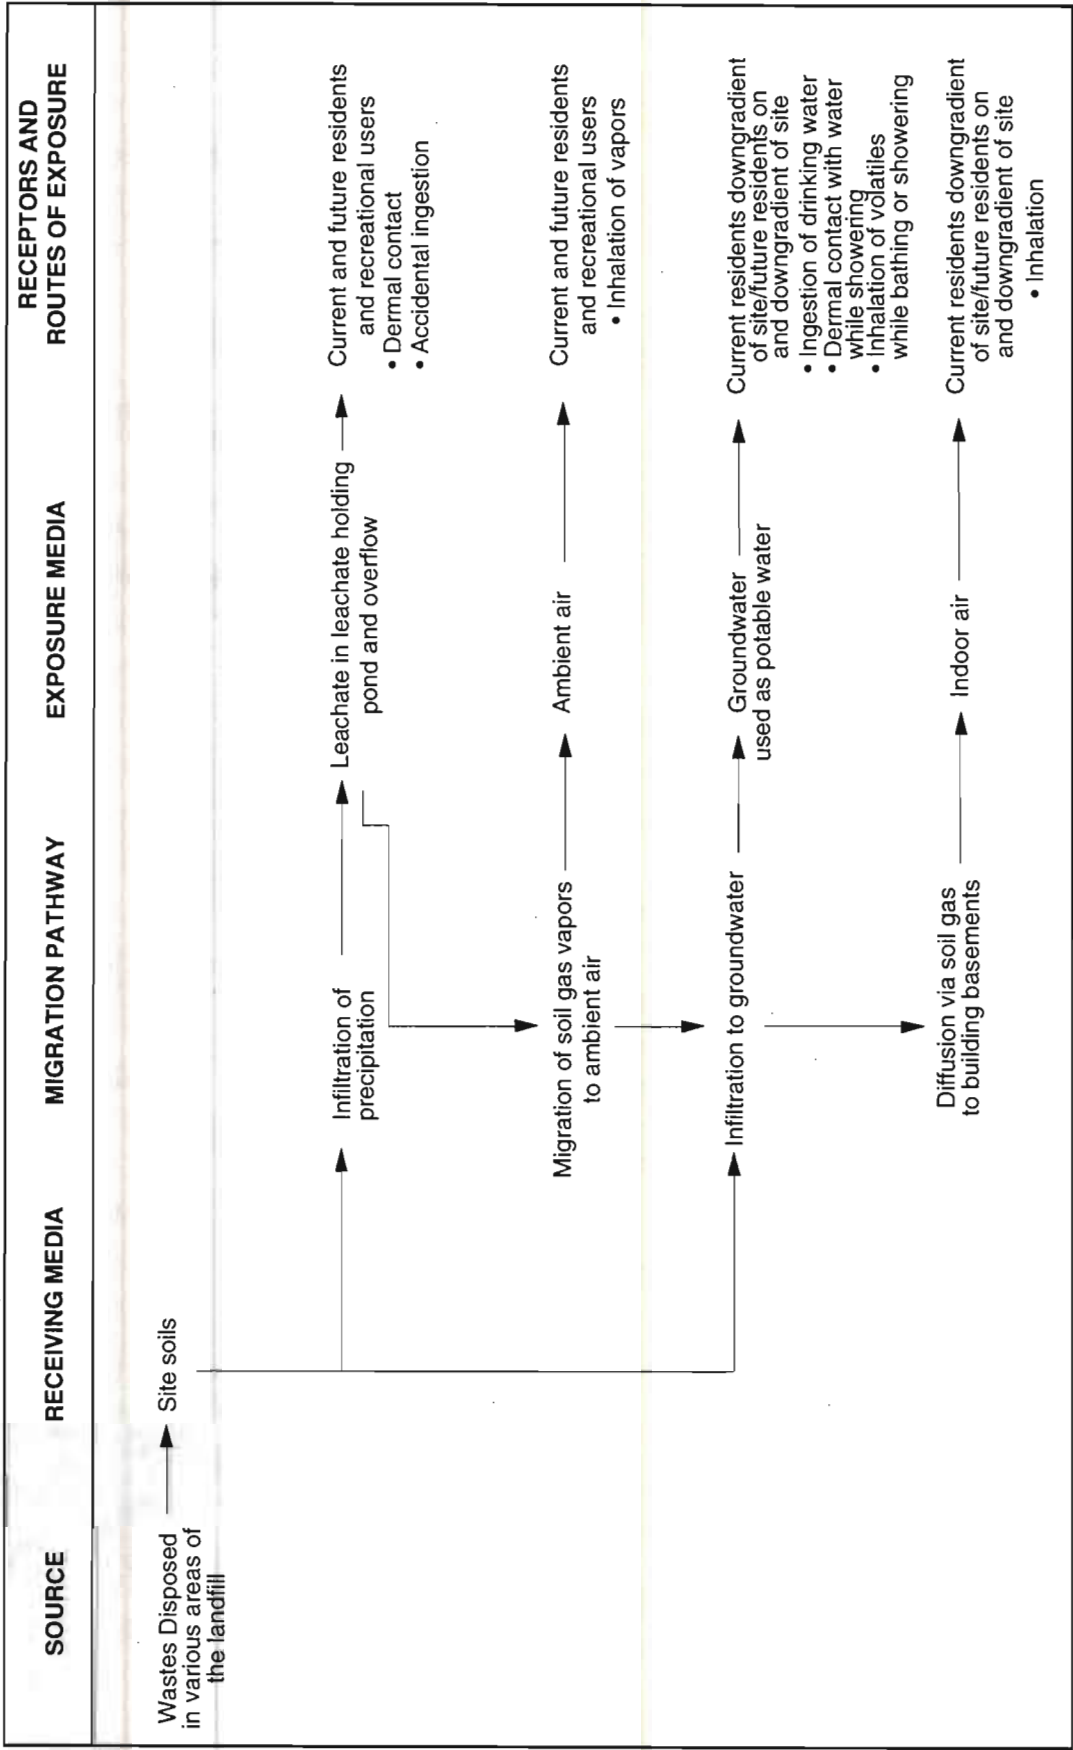 SOURCE
RECEIVING MEDIA
MIGRATION PATHWAY
EXPOSURE MEDIA
RECEPTORS AND
ROUTES OF EXPOSURE
Wastes Disposed
in various areas of
the landfill
Site soils
Infiltration of
precipitation
Leachate in leachate holding
pond and overflow
Current and future residents
and recreational users
• Dermal contact
• Accidental ingestion
Migration of soil gas vapors
to ambient air
Ambient air
Current and future residents
and recreational users
• Inhalation of vapors
Infiltration to groundwater
Groundwater
used as potable water
Current residents downgradient
of site/future residents on
and downgradient of site
• Ingestion of drinking water
• Dermal contact with water
while showering
• Inhalation of volatiles
while bathing or showering
Diffusion via soil gas
to building basements
Indoor air
Current residents downgradient
of site/future residents on
and downgradient of site
• Inhalation